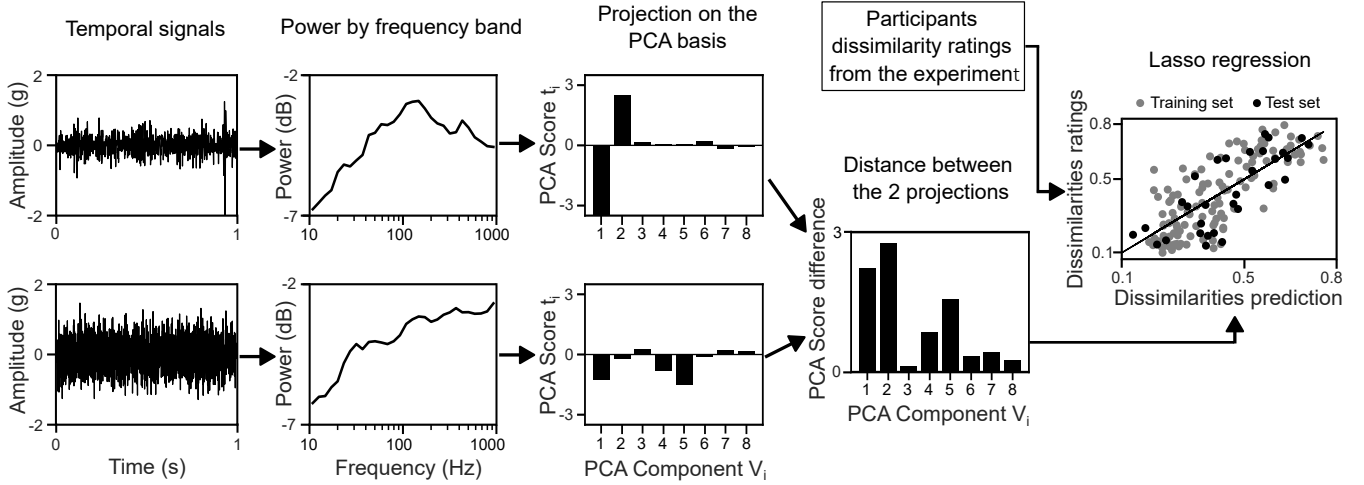 Temporal signals
Amplitude (g)
2
0
-2
0
1
Amplitude (g)
2
0
-2
0
1
Time (s)
Power by frequency band
Power (dB)
-2
-7
10
100
1000
Power (dB)
-2
-7
10
100
1000
Frequency (Hz)
Projection on the
PCA basis
PCA Score ti
3
0
-3
1 2 3 4 5 6 7 8
PCA Score ti
3
0
-3
1 2 3 4 5 6 7 8
PCA Component Vi
Participants
dissimilarity ratings
from the experiment
Distance between
the 2 projections
PCA Score difference
3
0
1 2 3 4 5 6 7 8
PCA Component Vi
Lasso regression
Training set
Test set
Dissimilarities ratings
0.8
0.5
0.1
0.1
0.5
0.8
Dissimilarities prediction